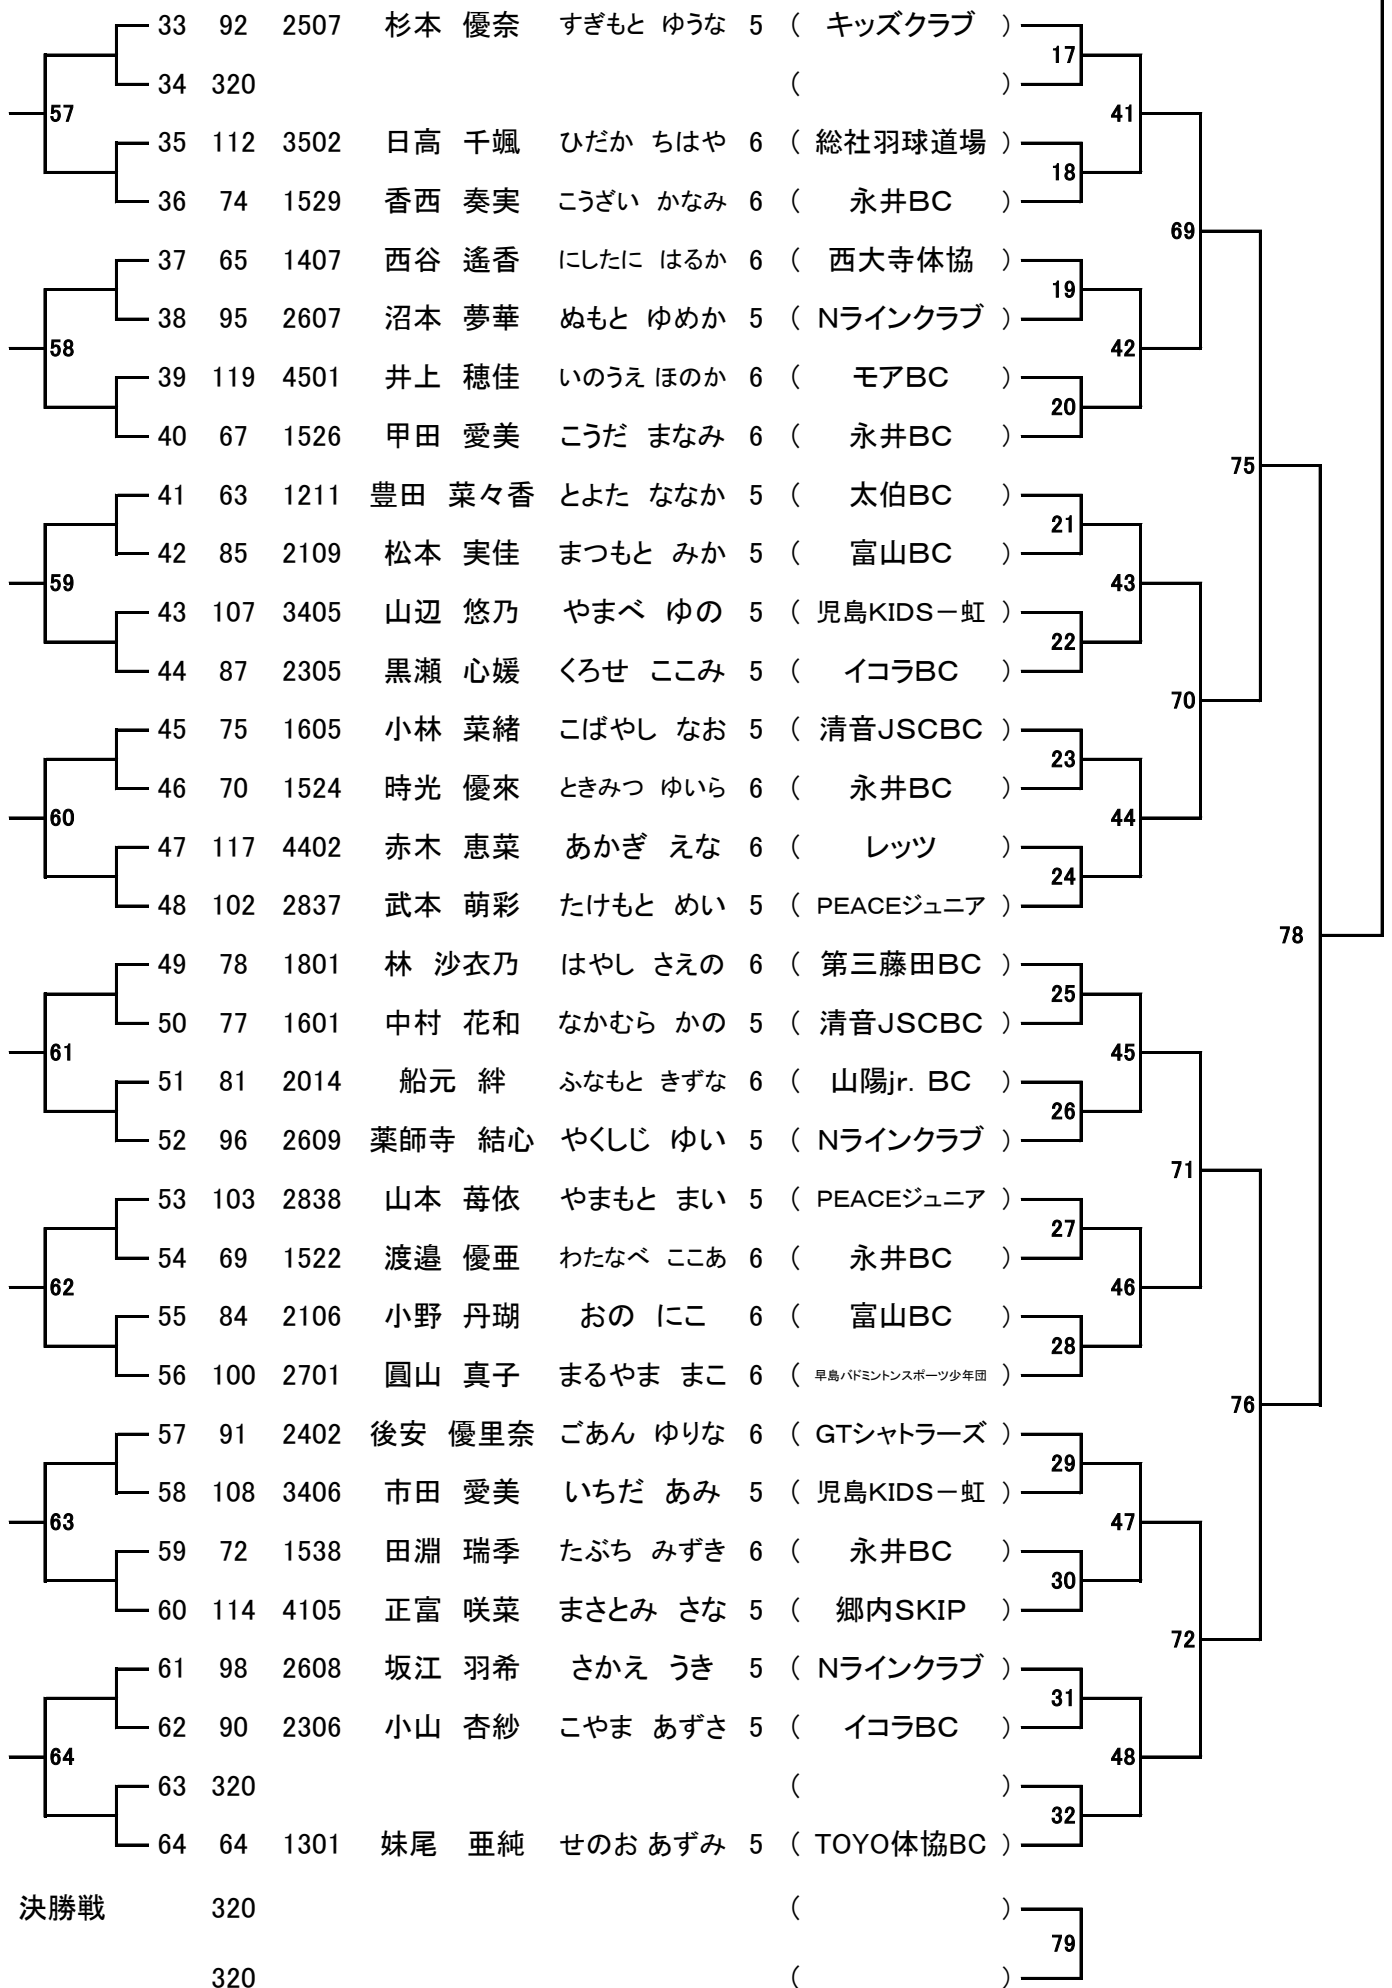 33 92 2507 杉本 優奈 すぎもと ゆうな 5 ( キッズクラブ )
17
34 320 ( )
57 41
35 112 3502 日高 千颯 ひだか ちはや 6 ( 総社羽球道場 )
18
36 74 1529 香西 奏実 こうざい かなみ 6 ( 永井BC )
69
37 65 1407 西谷 遙香 にしたに はるか 6 ( 西大寺体協 )
19
38 95 2607 沼本 夢華 ぬもと ゆめか 5 ( Nラインクラブ )
58 42
39 119 4501 井上 穂佳 いのうえ ほのか 6 ( モアBC )
20
40 67 1526 甲田 愛美 こうだ まなみ 6 ( 永井BC )
75
41 63 1211 豊田 菜々香 とよた ななか 5 ( 太伯BC )
21
42 85 2109 松本 実佳 まつもと みか 5 ( 富山BC )
59 43
43 107 3405 山辺 悠乃 やまべ ゆの 5 ( 児島KIDS－虹 )
22
44 87 2305 黒瀬 心媛 くろせ ここみ 5 ( イコラBC )
70
45 75 1605 小林 菜緒 こばやし なお 5 ( 清音JSCBC )
23
46 70 1524 時光 優來 ときみつ ゆいら 6 ( 永井BC )
60 44
47 117 4402 赤木 恵菜 あかぎ えな 6 ( レッツ )
24
48 102 2837 武本 萌彩 たけもと めい 5 ( PEACEジュニア )
78
49 78 1801 林 沙衣乃 はやし さえの 6 ( 第三藤田BC )
25
50 77 1601 中村 花和 なかむら かの 5 ( 清音JSCBC )
61 45
51 81 2014 船元 絆 ふなもと きずな 6 ( 山陽jr. BC )
26
52 96 2609 薬師寺 結心 やくしじ ゆい 5 ( Nラインクラブ )
71
53 103 2838 山本 苺依 やまもと まい 5 ( PEACEジュニア )
27
54 69 1522 渡邉 優亜 わたなべ ここあ 6 ( 永井BC )
62 46
55 84 2106 小野 丹瑚 おの にこ 6 ( 富山BC )
28
56 100 2701 圓山 真子 まるやま まこ 6 ( 早島バドミントンスポーツ少年団 )
76
57 91 2402 後安 優里奈 ごあん ゆりな 6 ( GTシャトラーズ )
29
58 108 3406 市田 愛美 いちだ あみ 5 ( 児島KIDS－虹 )
63 47
59 72 1538 田淵 瑞季 たぶち みずき 6 ( 永井BC )
30
60 114 4105 正富 咲菜 まさとみ さな 5 ( 郷内SKIP )
72
61 98 2608 坂江 羽希 さかえ うき 5 ( Nラインクラブ )
31
62 90 2306 小山 杏紗 こやま あずさ 5 ( イコラBC )
64 48
63 320 ( )
32
64 64 1301 妹尾 亜純 せのお あずみ 5 ( TOYO体協BC )
決勝戦 320 ( )
79
320 ( )